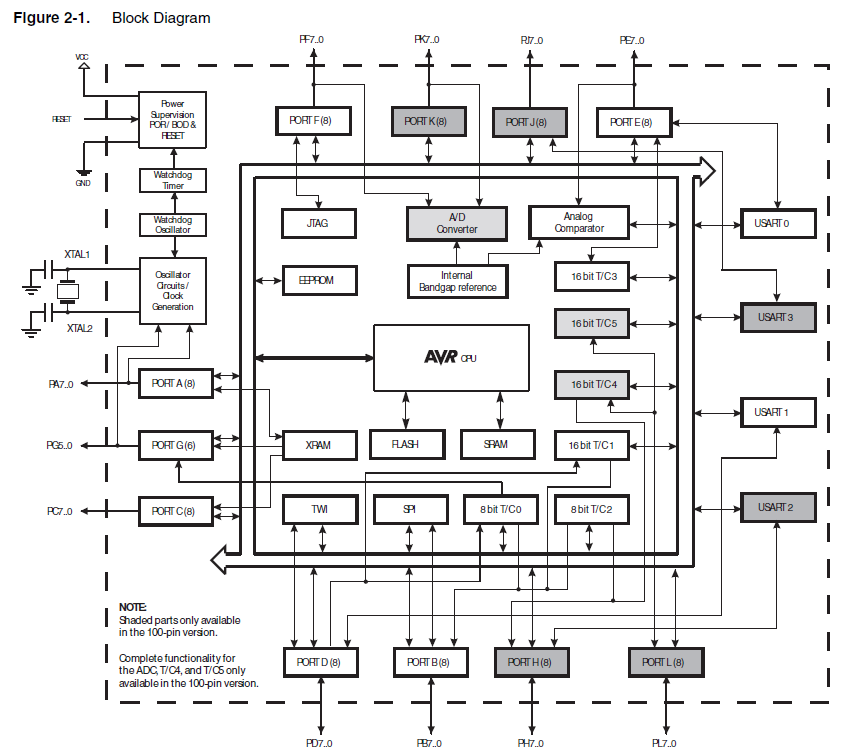 Figure 2-1. Block Diagram
PF7..0
PK7..0
PJ7..0
PE7..0
VCC
RESET
GND
Power
Supervision
POR / BOD &
RESET
Watchdog
Timer
Watchdog
Oscillator
XTAL1
XTAL2
Oscillator
Circuits /
Clock
Generation
PORT F (8)
PORT K (8)
PORT J (8)
PORT E (8)
JTAG
A/D
Converter
Analog
Comparator
USART 0
EEPROM
Internal
Bandgap reference
16 bit T/C 3
16 bit T/C 5
USART 3
AVR CPU
16 bit T/C 4
PA7..0
PORT A (8)
USART 1
PG5..0
PORT G (6)
XRAM
FLASH
SRAM
16 bit T/C 1
PC7..0
PORT C (8)
TWI
SPI
8 bit T/C 0
8 bit T/C 2
USART 2
NOTE:
Shaded parts only available
in the 100-pin version.
Complete functionality for
the ADC, T/C4, and T/C5 only
available in the 100-pin version.
PORT D (8)
PORT B (8)
PORT H (8)
PORT L (8)
PD7..0
PB7..0
PH7..0
PL7..0